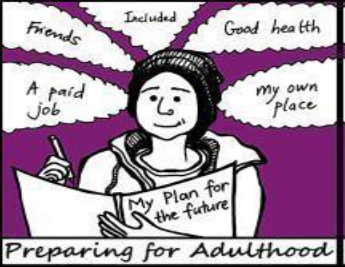 Friends
Included
Good health
A paid
job
my own
place
My Plan for
the future
Preparing for Adulthood